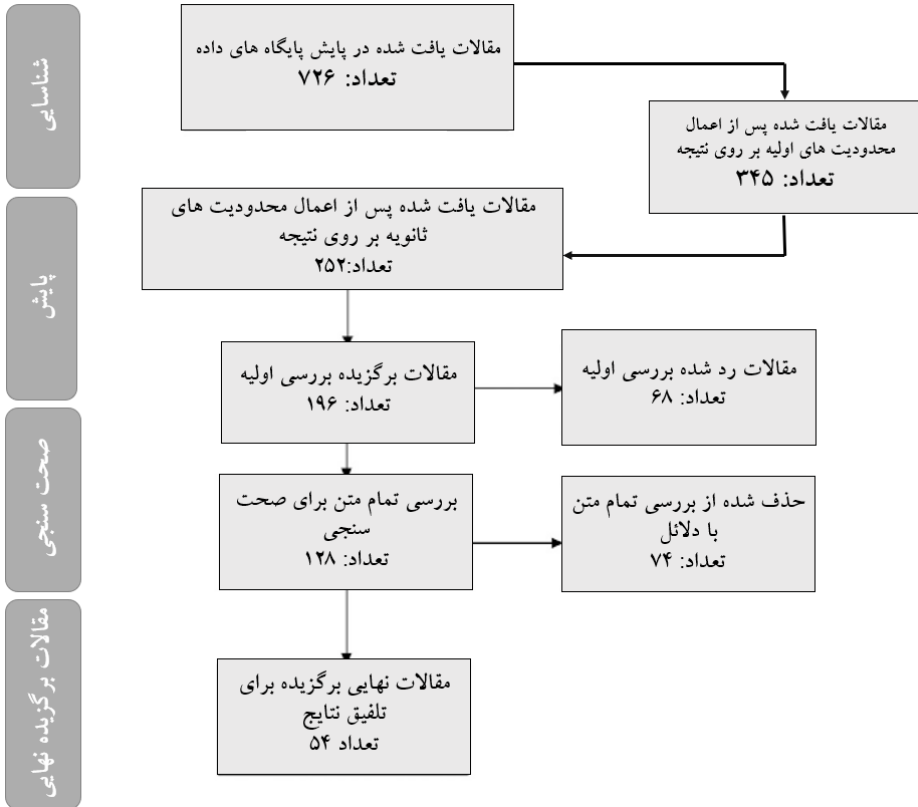 شناسایی
مقالات یافت شده در پایش پایگاه های داده
تعداد: ۷۲۶
مقالات یافت شده پس از اعمال
محدودیت های اولیه بر روی نتیجه
تعداد: ۳۴۵
پایش
مقالات یافت شده پس از اعمال محدودیت های
ثانویه بر روی نتیجه
تعداد:۲۵۲
مقالات برگزیده بررسی اولیه
تعداد: ۱۹۶
مقالات رد شده بررسی اولیه
تعداد: ۶۸
صحت سنجی
بررسی تمام متن برای صحت
سنجی
تعداد: ۱۲۸
حذف شده از بررسی تمام متن
با دلائل
تعداد: ۷۴
مقالات برگزیده نهایی
مقالات نهایی برگزیده برای
تلفیق نتایج
تعداد ۵۴